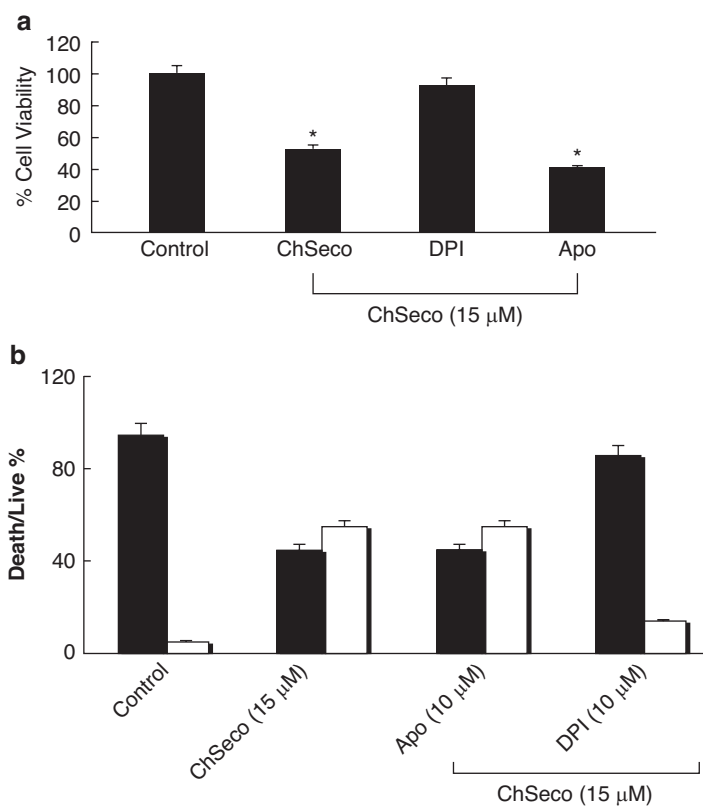 a
% Cell Viability
120
100
80
60
40
20
0
*
*
Control ChSeco DPI Apo
ChSeco (15 μM)
b
Death/Live %
120
80
40
0
Control
ChSeco (15 μM)
Apo (10 μM)
DPI (10 μM)
ChSeco (15 μM)